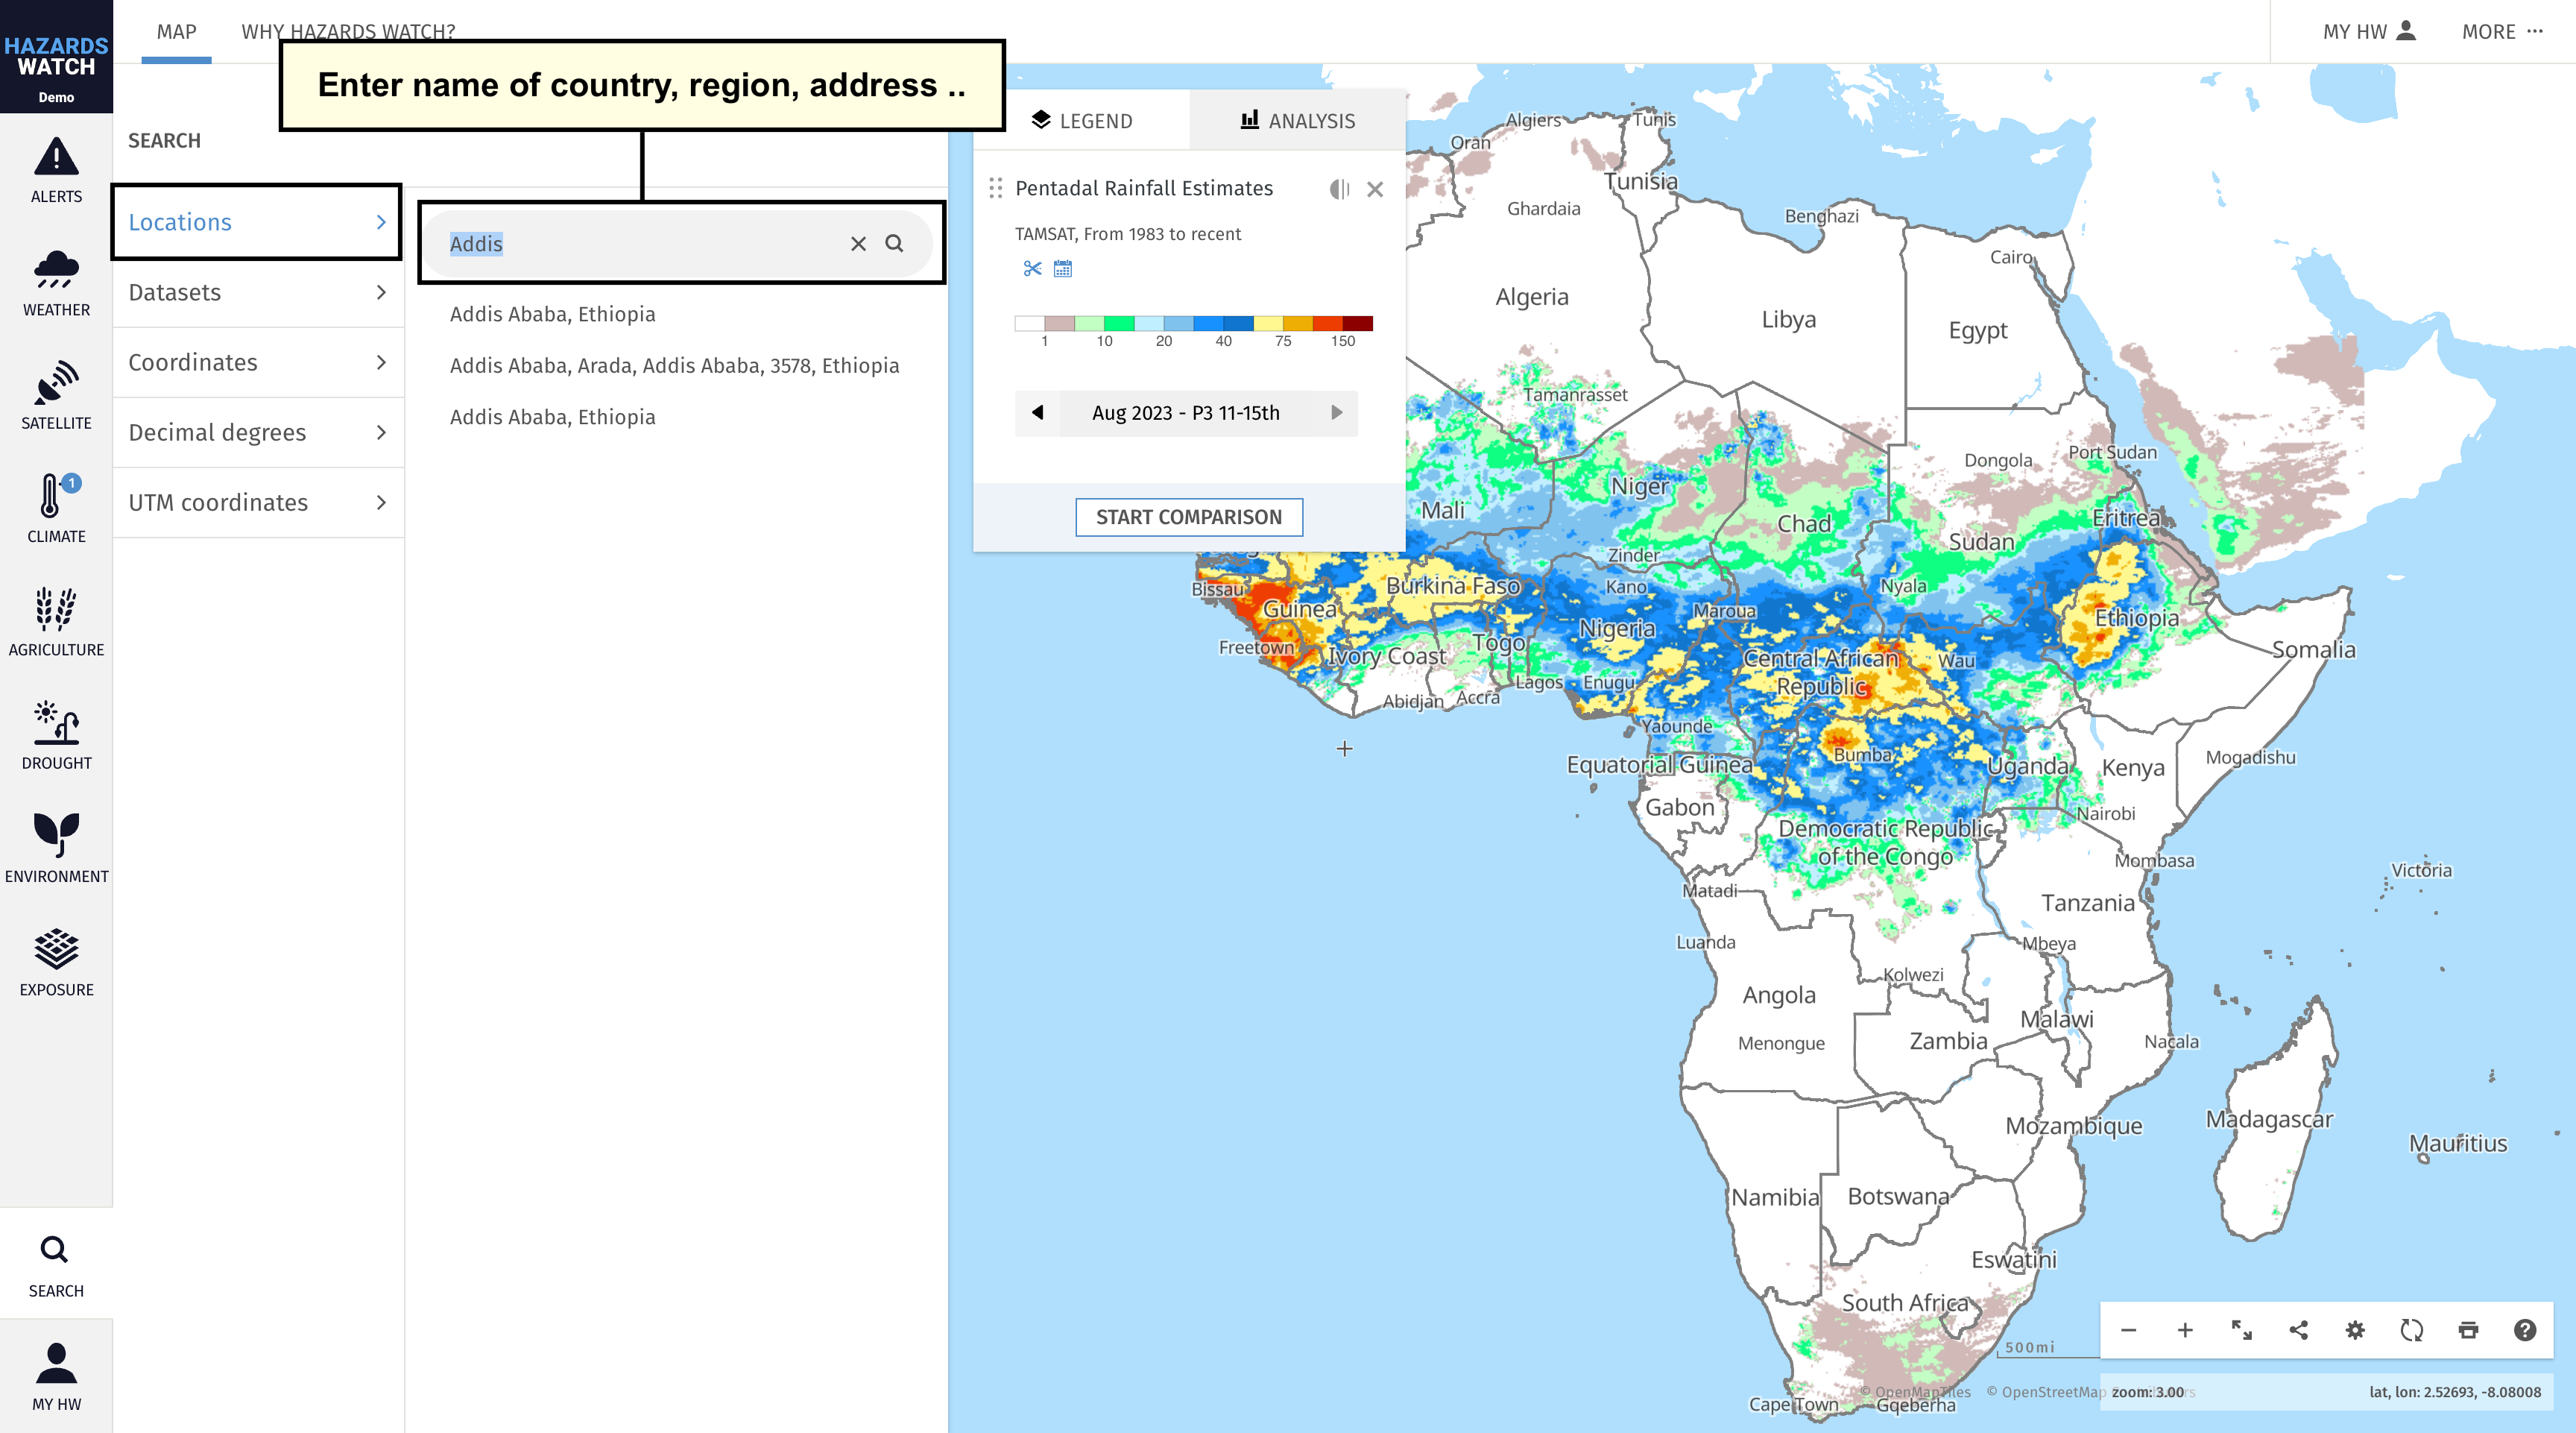 HAZARDS
WATCH
Demo
MAP
WHY HAZARDS WATCH?
MY HW
MORE
Enter name of country, region, address ..
ALERTS
WEATHER
SATELLITE
1
CLIMATE
AGRICULTURE
DROUGHT
ENVIRONMENT
EXPOSURE
SEARCH
MY HW
SEARCH
Locations
Datasets
Coordinates
Decimal degrees
UTM coordinates
Addis
Addis Ababa, Ethiopia
Addis Ababa, Arada, Addis Ababa, 3578, Ethiopia
Addis Ababa, Ethiopia
LEGEND
ANALYSIS
Pentadal Rainfall Estimates
TAMSAT, From 1983 to recent
1 10 20 40 75 150
Aug 2023 - P3 11-15th
START COMPARISON
Algiers
Tunis
Oran
Tunisia
Ghardaia
Benghazi
Cairo
Algeria
Libya
Egypt
Tamanrasset
Port Sudan
Dongola
Niger
Mali
Chad
Eritrea
Sudan
Zinder
Burkina Faso
Kano
Nyala
Bissau
Guinea
Maroua
Ethiopia
Nigeria
Togo
Freetown
Ivory Coast
Central African
Republic
Wau
Somalia
Lagos
Enugu
Abidjan
Accra
Yaounde
Bumba
Mogadishu
Equatorial Guinea
Uganda
Kenya
Gabon
Nairobi
Democratic Republic
of the Congo
Mombasa
Victoria
Matadi
Tanzania
Luanda
Mbeya
Kolwezi
Angola
Malawi
Menongue
Zambia
Nacala
Madagascar
Mozambique
Mauritius
Namibia
Botswana
Eswatini
South Africa
Cape Town
Gqeberha
500mi
© OpenMapTiles © OpenStreetMap
zoom: 3.00
lat, lon: 2.52693, -8.08008